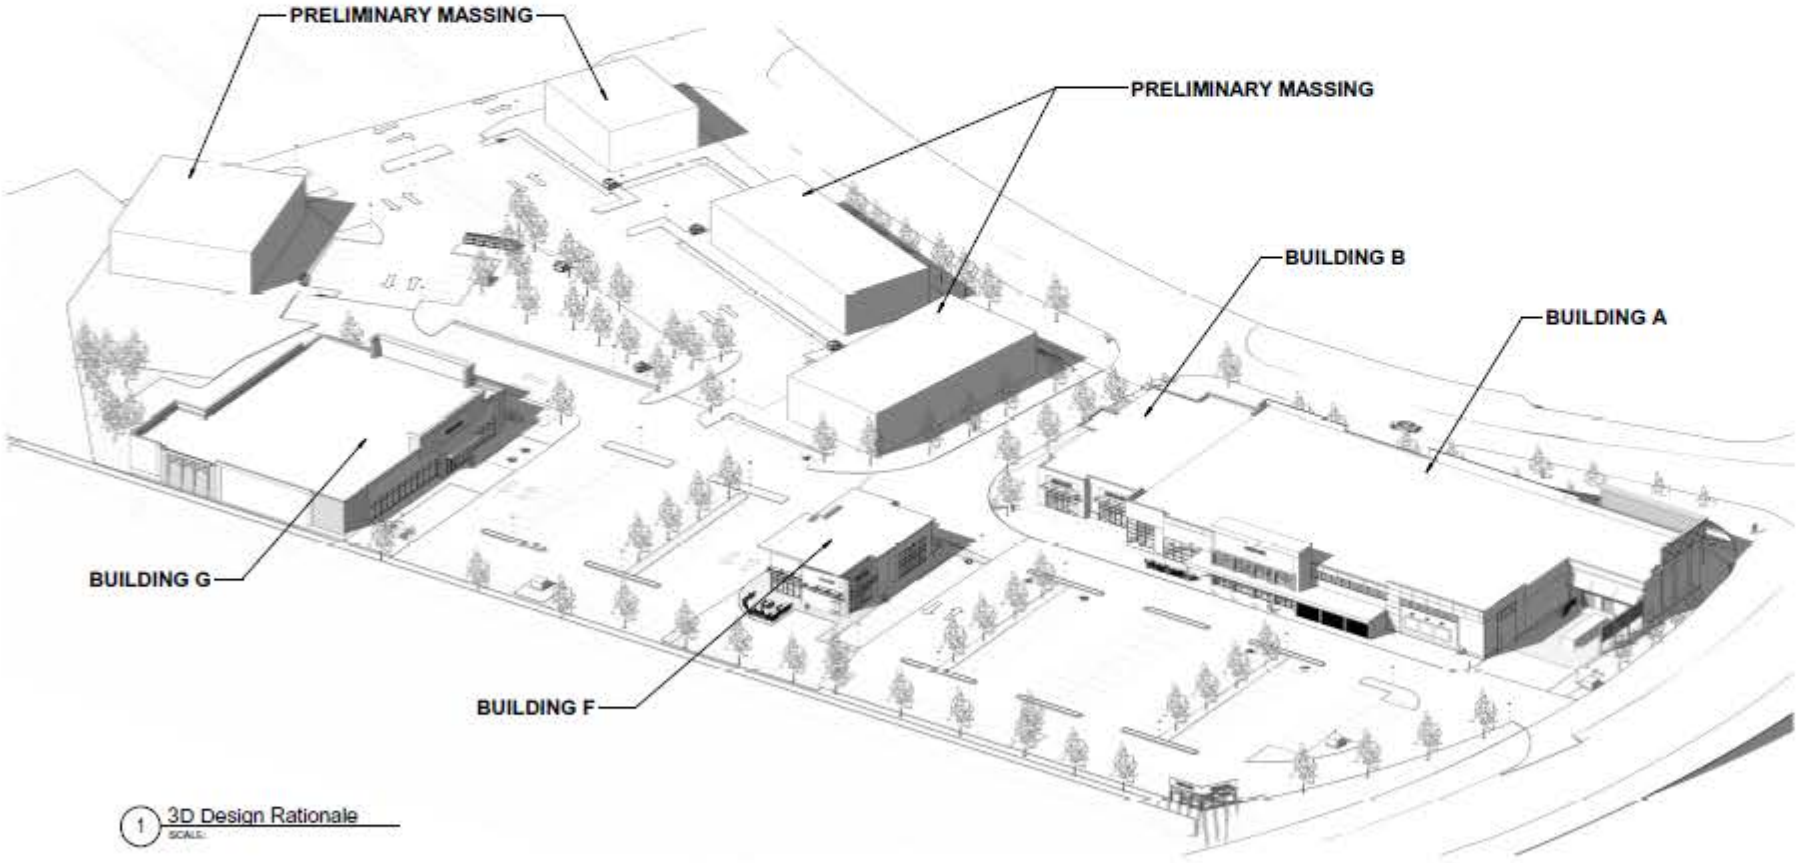 PRELIMINARY MASSING
PRELIMINARY MASSING
BUILDING B
BUILDING A
BUILDING G
BUILDING F
1
3D Design Rationale
SCALE: